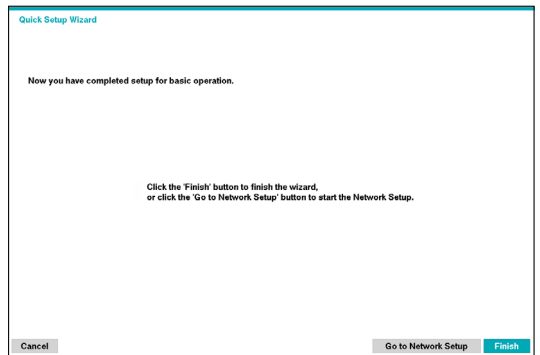 Quick Setup Wizard
Now you have completed setup for basic operation.
Click the 'Finish' button to finish the wizard,
or click the 'Go to Network Setup' button to start the Network Setup.
Cancel
Go to Network Setup
Finish